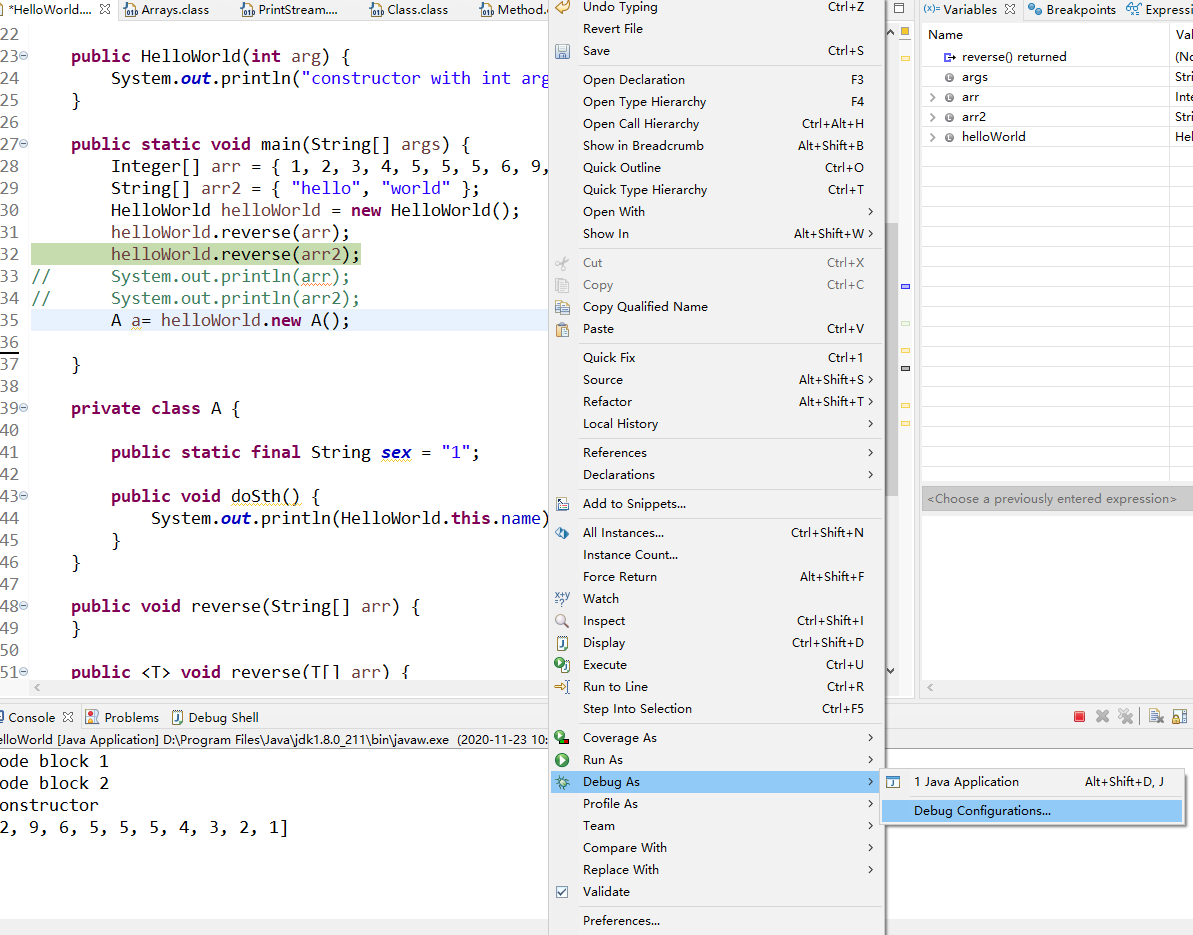 *HelloWorld....
Arrays.class
PrintStream....
Class.class
Method.
22
23 public HelloWorld(int arg) {
24 System.out.println("constructor with int arg
25 }
26
27 public static void main(String[] args) {
28 Integer[] arr = { 1, 2, 3, 4, 5, 5, 5, 6, 9,
29 String[] arr2 = { "hello", "world" };
30 HelloWorld helloWorld = new HelloWorld();
31 helloWorld.reverse(arr);
32 helloWorld.reverse(arr2);
33 // System.out.println(arr);
34 // System.out.println(arr2);
35 A a= helloWorld.new A();
36
37 }
38
39 private class A {
40
41 public static final String sex = "1";
42
43 public void doSth() {
44 System.out.println(HelloWorld.this.name)
45 }
46 }
47
48 public void reverse(String[] arr) {
49 }
50
51 public <T> void reverse(T[] arr) {
Undo Typing Ctrl+Z
Revert File
Save Ctrl+S
Open Declaration F3
Open Type Hierarchy F4
Open Call Hierarchy Ctrl+Alt+H
Show in Breadcrumb Alt+Shift+B
Quick Outline Ctrl+O
Quick Type Hierarchy Ctrl+T
Open With
Show In Alt+Shift+W
Cut Ctrl+X
Copy Ctrl+C
Copy Qualified Name
Paste Ctrl+V
Quick Fix Ctrl+1
Source Alt+Shift+S
Refactor Alt+Shift+T
Local History
References
Declarations
Add to Snippets...
All Instances... Ctrl+Shift+N
Instance Count...
Force Return Alt+Shift+F
Watch
Inspect Ctrl+Shift+I
Display Ctrl+Shift+D
Execute Ctrl+U
Run to Line Ctrl+R
Step Into Selection Ctrl+F5
Coverage As
Run As
Debug As
Profile As
Team
Compare With
Replace With
Validate
Preferences...
1 Java Application Alt+Shift+D, J
Debug Configurations...
(x)= Variables
Breakpoints
Expressi
Name Val
reverse() returned (No
args Stri
arr Inte
arr2 Stri
helloWorld Hel
<Choose a previously entered expression>
Console
Problems
Debug Shell
elloWorld [Java Application] D:\Program Files\Java\jdk1.8.0_211\bin\javaw.exe (2020-11-23 10:
ode block 1
ode block 2
onstructor
2, 9, 6, 5, 5, 5, 4, 3, 2, 1]